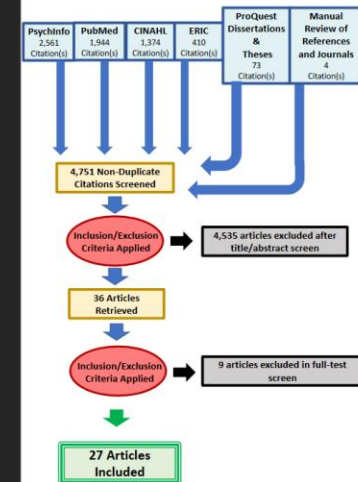 PsychInfo
2,561
Citation(s)
PubMed
1,944
Citation(s)
CINAHL
1,374
Citation(s)
ERIC
410
Citation(s)
ProQuest
Dissertations
&
Theses
73
Citation(s)
Manual
Review of
References
and Journals
4
Citation(s)
4,751 Non-Duplicate
Citations Screened
Inclusion/Exclusion
Criteria Applied
4,535 articles excluded after
title/abstract screen
36 Articles
Retrieved
Inclusion/Exclusion
Criteria Applied
9 articles excluded in full-test
screen
27 Articles
Included